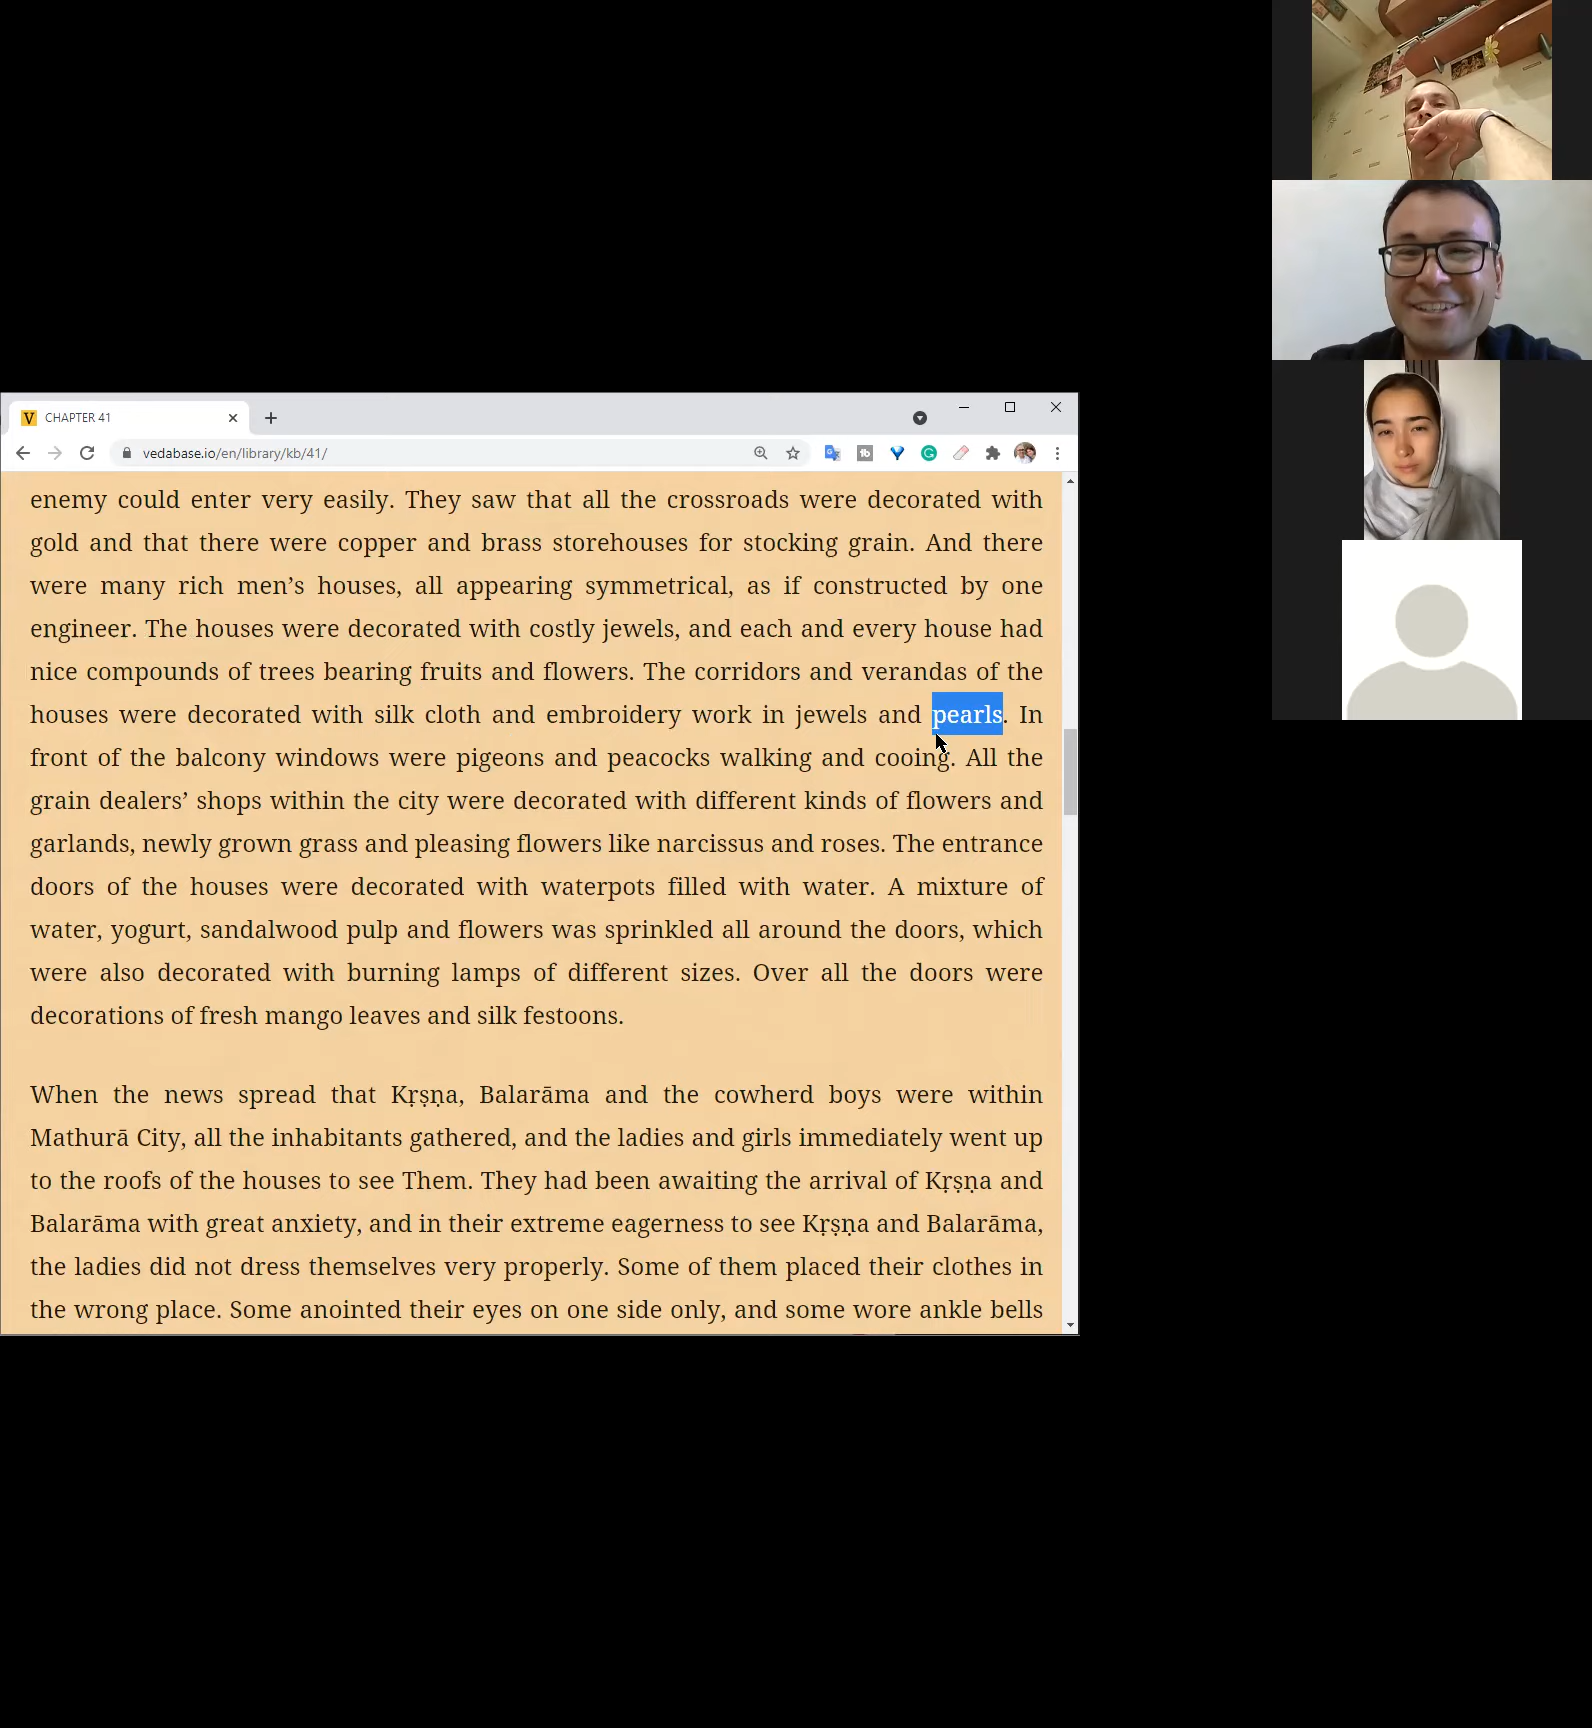 CHAPTER 41
vedabase.io/en/library/kb/41/
enemy could enter very easily. They saw that all the crossroads were decorated with
gold and that there were copper and brass storehouses for stocking grain. And there
were many rich men’s houses, all appearing symmetrical, as if constructed by one
engineer. The houses were decorated with costly jewels, and each and every house had
nice compounds of trees bearing fruits and flowers. The corridors and verandas of the
houses were decorated with silk cloth and embroidery work in jewels and pearls. In
front of the balcony windows were pigeons and peacocks walking and cooing. All the
grain dealers’ shops within the city were decorated with different kinds of flowers and
garlands, newly grown grass and pleasing flowers like narcissus and roses. The entrance
doors of the houses were decorated with waterpots filled with water. A mixture of
water, yogurt, sandalwood pulp and flowers was sprinkled all around the doors, which
were also decorated with burning lamps of different sizes. Over all the doors were
decorations of fresh mango leaves and silk festoons.
When the news spread that Kṛṣṇa, Balarāma and the cowherd boys were within
Mathurā City, all the inhabitants gathered, and the ladies and girls immediately went up
to the roofs of the houses to see Them. They had been awaiting the arrival of Kṛṣṇa and
Balarāma with great anxiety, and in their extreme eagerness to see Kṛṣṇa and Balarāma,
the ladies did not dress themselves very properly. Some of them placed their clothes in
the wrong place. Some anointed their eyes on one side only, and some wore ankle bells